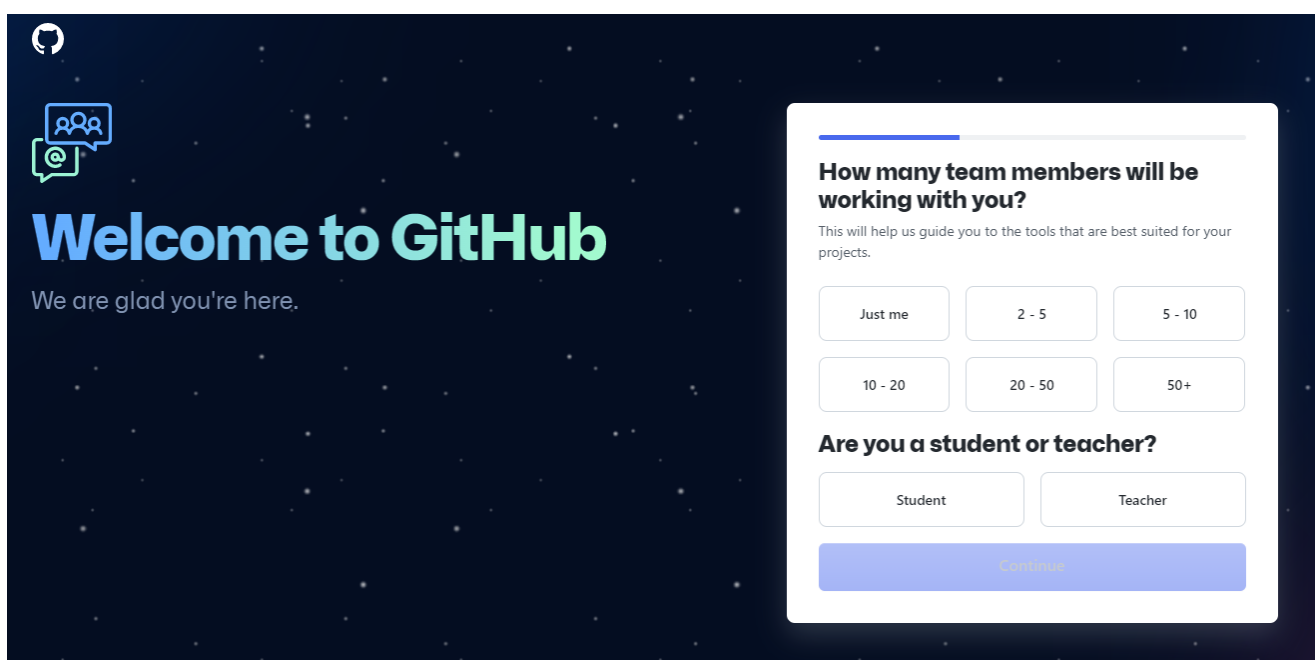 @
Welcome to GitHub
We are glad you're here.
How many team members will be
working with you?
This will help us guide you to the tools that are best suited for your
projects.
Just me
2 - 5
5 - 10
10 - 20
20 - 50
50+
Are you a student or teacher?
Student
Teacher
Continue